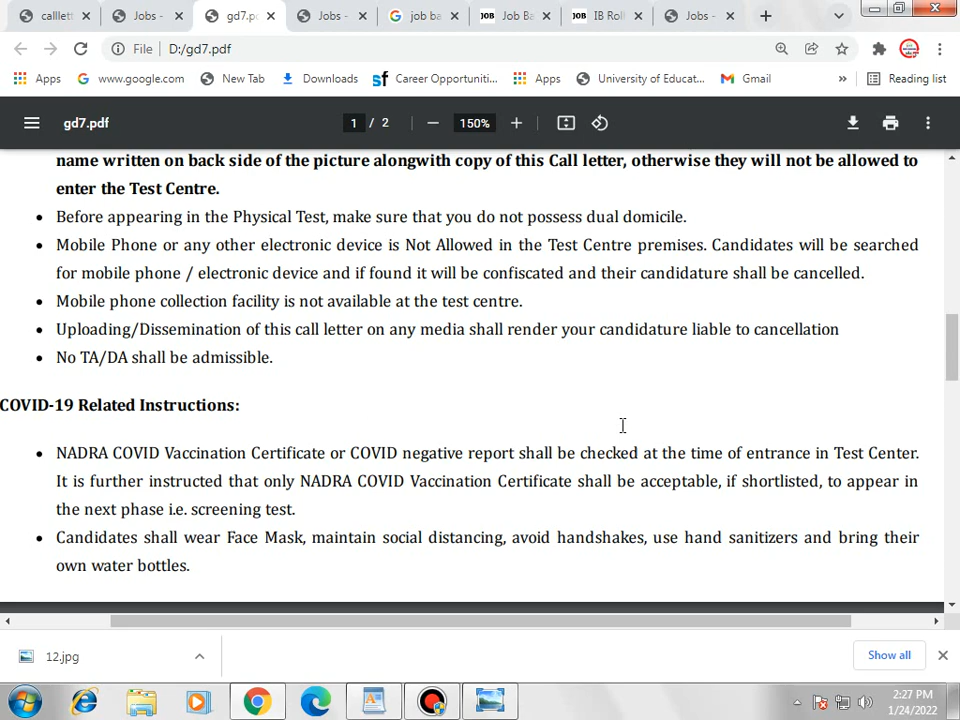 calllett
Jobs -
gd7.p
Jobs -
job ba
JOB
Job Ba
JOB
IB Roll
Jobs -
File
D:/gd7.pdf
Apps
www.google.com
New Tab
Downloads
sf
Career Opportuniti...
Apps
University of Educat...
Gmail
»
Reading list
gd7.pdf
1 / 2
150%
name written on back side of the picture alongwith copy of this Call letter, otherwise they will not be allowed to
enter the Test Centre.
• Before appearing in the Physical Test, make sure that you do not possess dual domicile.
• Mobile Phone or any other electronic device is Not Allowed in the Test Centre premises. Candidates will be searched
for mobile phone / electronic device and if found it will be confiscated and their candidature shall be cancelled.
• Mobile phone collection facility is not available at the test centre.
• Uploading/Dissemination of this call letter on any media shall render your candidature liable to cancellation
• No TA/DA shall be admissible.
COVID-19 Related Instructions:
• NADRA COVID Vaccination Certificate or COVID negative report shall be checked at the time of entrance in Test Center.
It is further instructed that only NADRA COVID Vaccination Certificate shall be acceptable, if shortlisted, to appear in
the next phase i.e. screening test.
• Candidates shall wear Face Mask, maintain social distancing, avoid handshakes, use hand sanitizers and bring their
own water bottles.
12.jpg
Show all
2:27 PM
1/24/2022